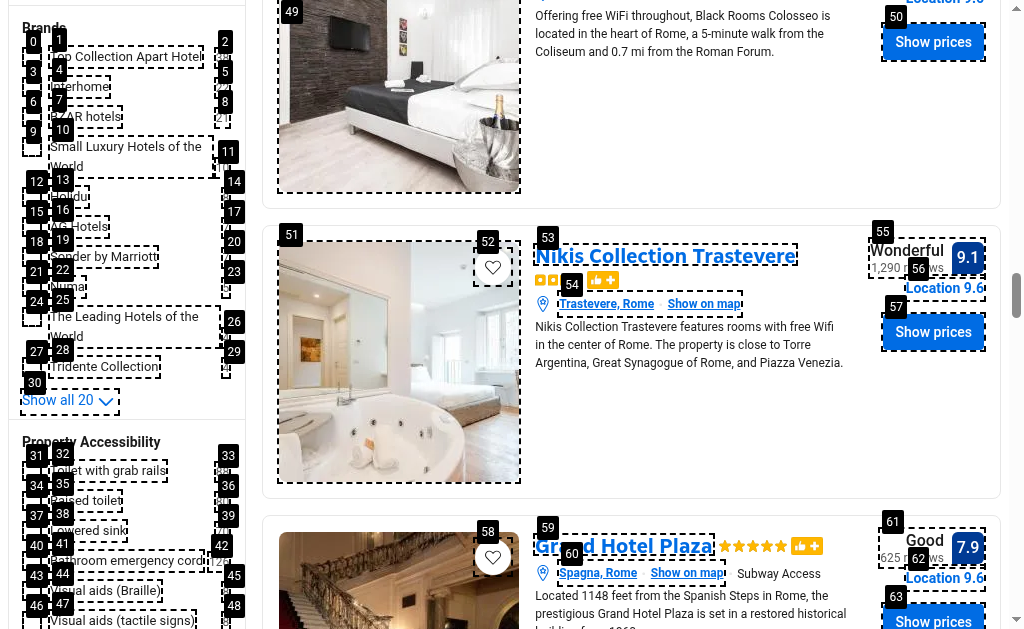 Brands
0 1 2
Top Collection Apart Hotel
3 4 5
Interhome
6 7 8
BZAR hotels 21
9 10
Small Luxury Hotels of the
World
11
12 13 14
Holidu
15 16 17
AG Hotels
18 19 20
Sonder by Marriott
21 22 23
Numa
24 25
The Leading Hotels of the
World
26
27 28 29
Tridente Collection 4
30
Show all 20
Property Accessibility
31 32 33
Toilet with grab rails
34 35 36
Raised toilet
37 38 39
Lowered sink
40 41 42
Bathroom emergency cord
43 44 45
Visual aids (Braille)
46 47 48
Visual aids (tactile signs)
49
Offering free WiFi throughout, Black Rooms Colosseo is
located in the heart of Rome, a 5-minute walk from the
Coliseum and 0.7 mi from the Roman Forum.
50
Show prices
51
52
53
Nikis Collection Trastevere
54
Trastevere, Rome Show on map
Nikis Collection Trastevere features rooms with free Wifi
in the center of Rome. The property is close to Torre
Argentina, Great Synagogue of Rome, and Piazza Venezia.
55
Wonderful 9.1
1,290
56
Location 9.6
57
Show prices
58
59
Grand Hotel Plaza
60
Spagna, Rome Show on map Subway Access
Located 1148 feet from the Spanish Steps in Rome, the
prestigious Grand Hotel Plaza is set in a restored historical
61
Good 7.9
625
62
Location 9.6
63
Show prices